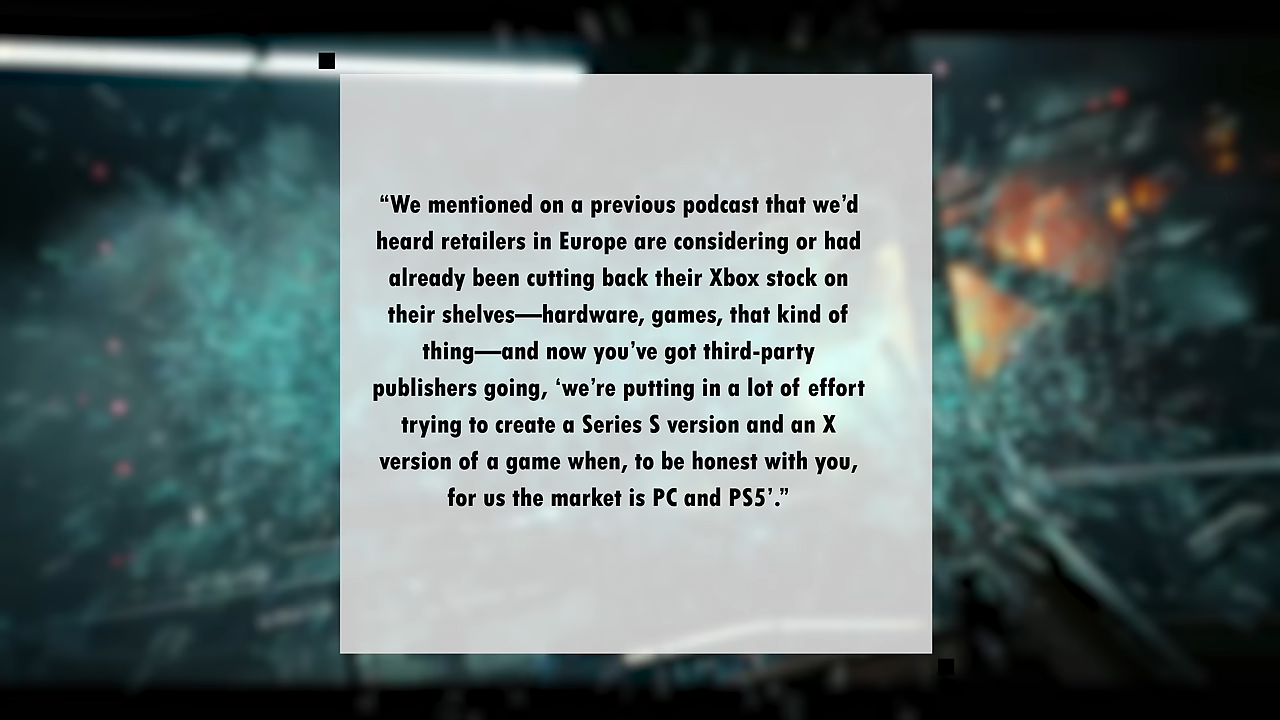 “We mentioned on a previous podcast that we’d
heard retailers in Europe are considering or had
already been cutting back their Xbox stock on
their shelves—hardware, games, that kind of
thing—and now you’ve got third-party
publishers going, ‘we’re putting in a lot of effort
trying to create a Series S version and an X
version of a game when, to be honest with you,
for us the market is PC and PS5’.”